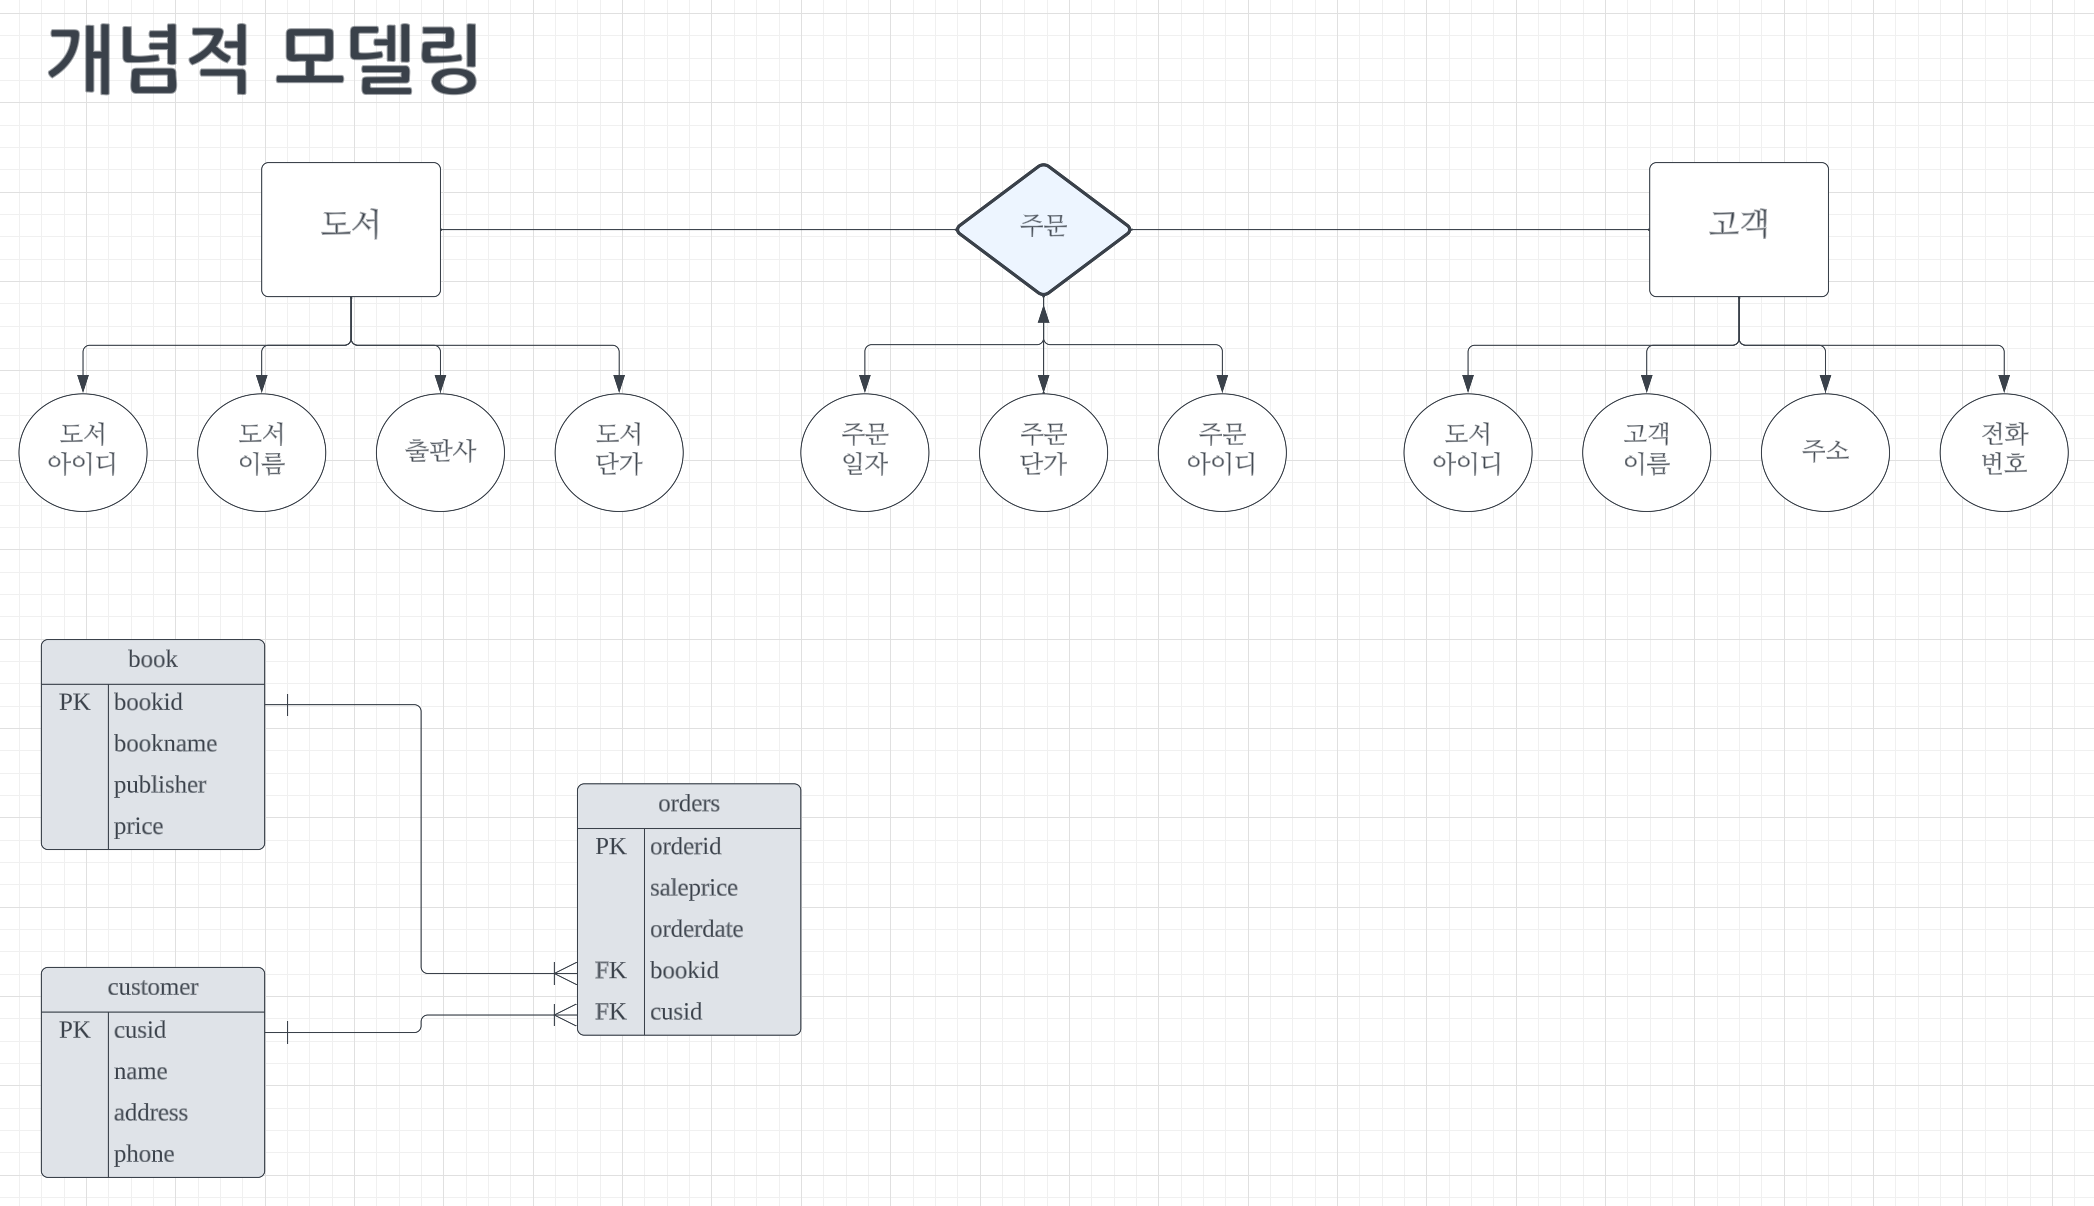 개념적 모델링
도서
주문
고객
도서
아이디
도서
이름
출판사
도서
단가
주문
일자
주문
단가
주문
아이디
도서
아이디
고객
이름
주소
전화
번호
book
PK bookid
bookname
publisher
price
orders
PK orderid
saleprice
orderdate
FK bookid
FK cusid
customer
PK cusid
name
address
phone